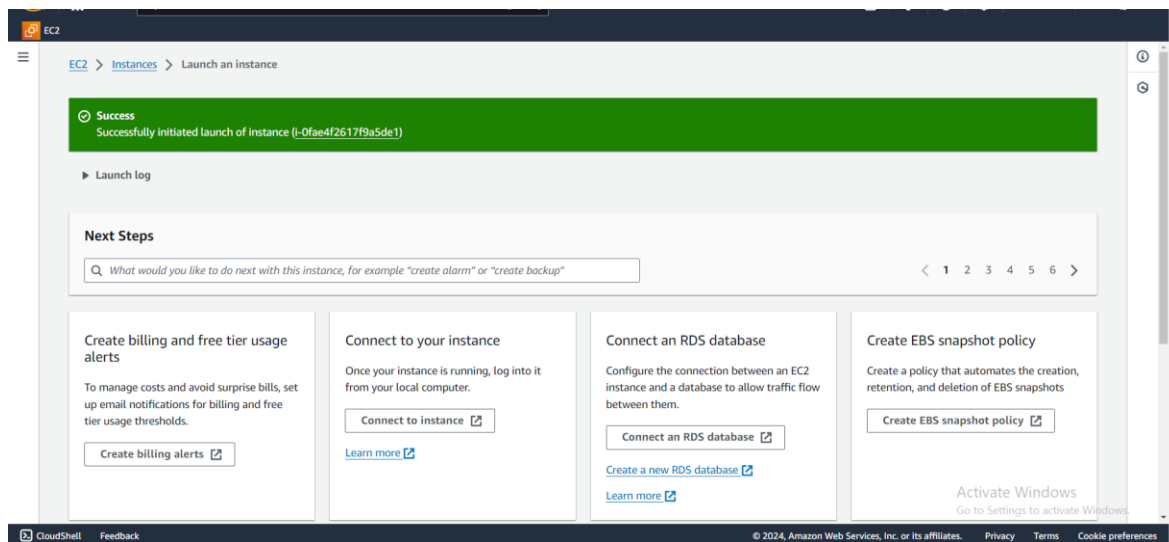 EC2
EC2 > Instances > Launch an instance
Success
Successfully initiated launch of instance (i-0fae4f2617f9a5de1)
Launch log
Next Steps
What would you like to do next with this instance, for example "create alarm" or "create backup"
1 2 3 4 5 6
Create billing and free tier usage
alerts
To manage costs and avoid surprise bills, set
up email notifications for billing and free
tier usage thresholds.
Create billing alerts
Connect to your instance
Once your instance is running, log into it
from your local computer.
Connect to instance
Learn more
Connect an RDS database
Configure the connection between an EC2
instance and a database to allow traffic flow
between them.
Connect an RDS database
Create a new RDS database
Learn more
Create EBS snapshot policy
Create a policy that automates the creation,
retention, and deletion of EBS snapshots
Create EBS snapshot policy
Activate Windows
Go to Settings to activate Windows.
CloudShell Feedback © 2024, Amazon Web Services, Inc. or its affiliates. Privacy Terms Cookie preferences